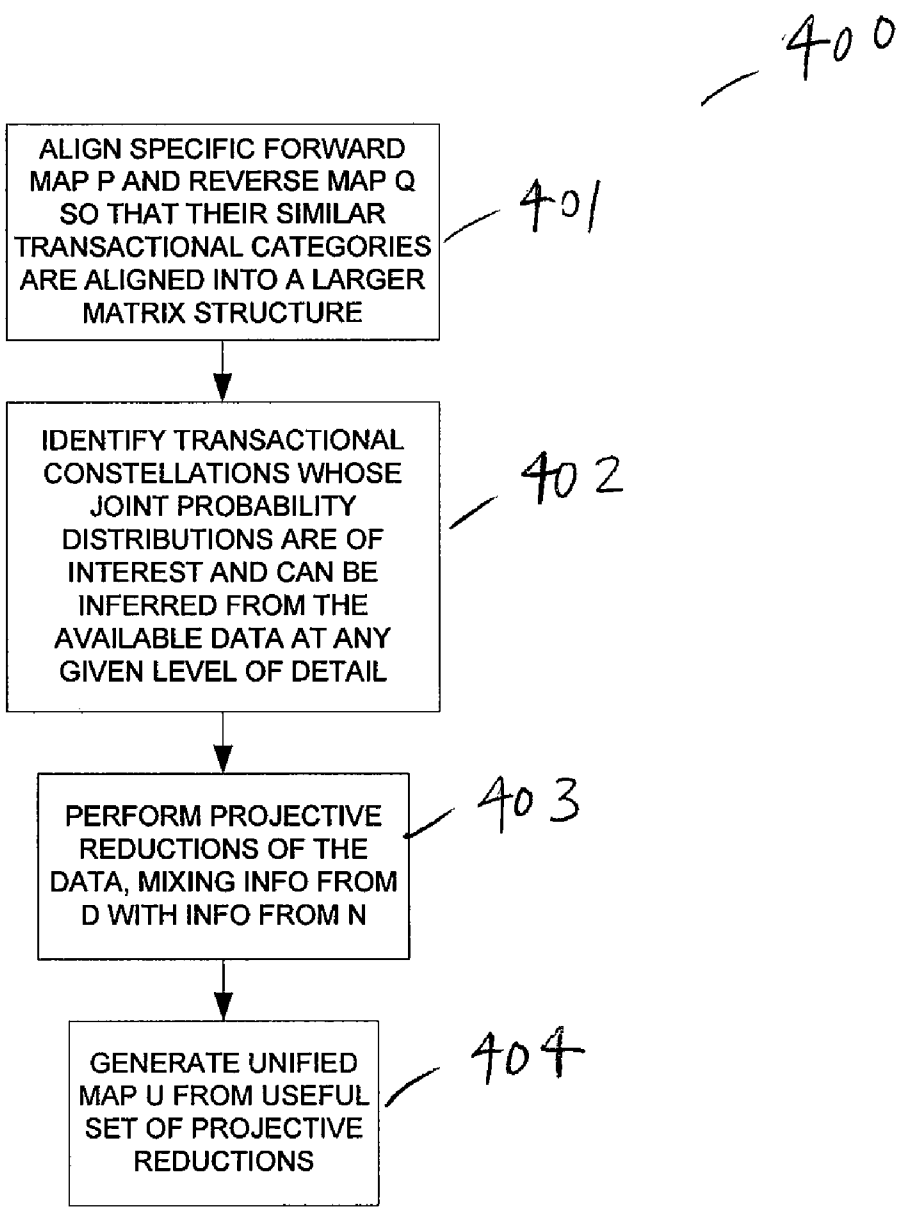 400
ALIGN SPECIFIC FORWARD
MAP P AND REVERSE MAP Q
SO THAT THEIR SIMILAR
TRANSACTIONAL CATEGORIES
ARE ALIGNED INTO A LARGER
MATRIX STRUCTURE
401
IDENTIFY TRANSACTIONAL
CONSTELLATIONS WHOSE
JOINT PROBABILITY
DISTRIBUTIONS ARE OF
INTEREST AND CAN BE
INFERRED FROM THE
AVAILABLE DATA AT ANY
GIVEN LEVEL OF DETAIL
402
PERFORM PROJECTIVE
REDUCTIONS OF THE
DATA, MIXING INFO FROM
D WITH INFO FROM N
403
GENERATE UNIFIED
MAP U FROM USEFUL
SET OF PROJECTIVE
REDUCTIONS
404